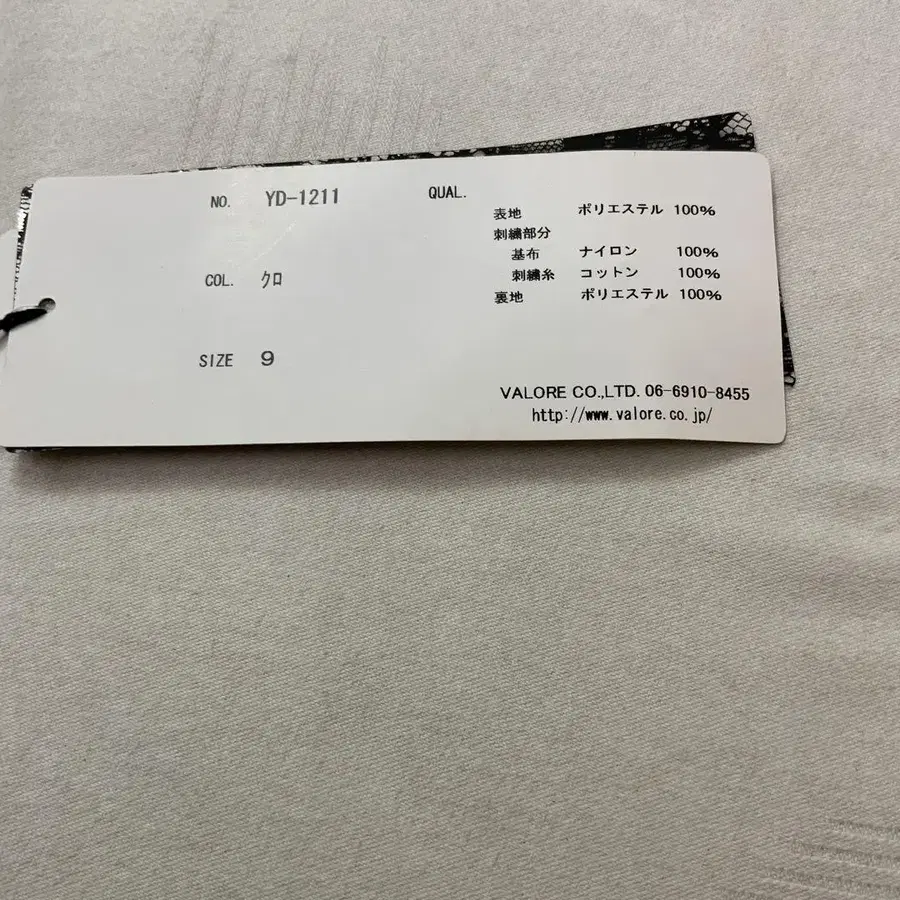 NO. YD-1211
QUAL.
表地 ポリエステル 100%
刺繍部分
基布 ナイロン 100%
刺繍糸 コットン 100%
裏地 ポリエステル 100%
COL. クロ
SIZE 9
VALORE CO.,LTD. 06-6910-8455
http://www.valore.co.jp/